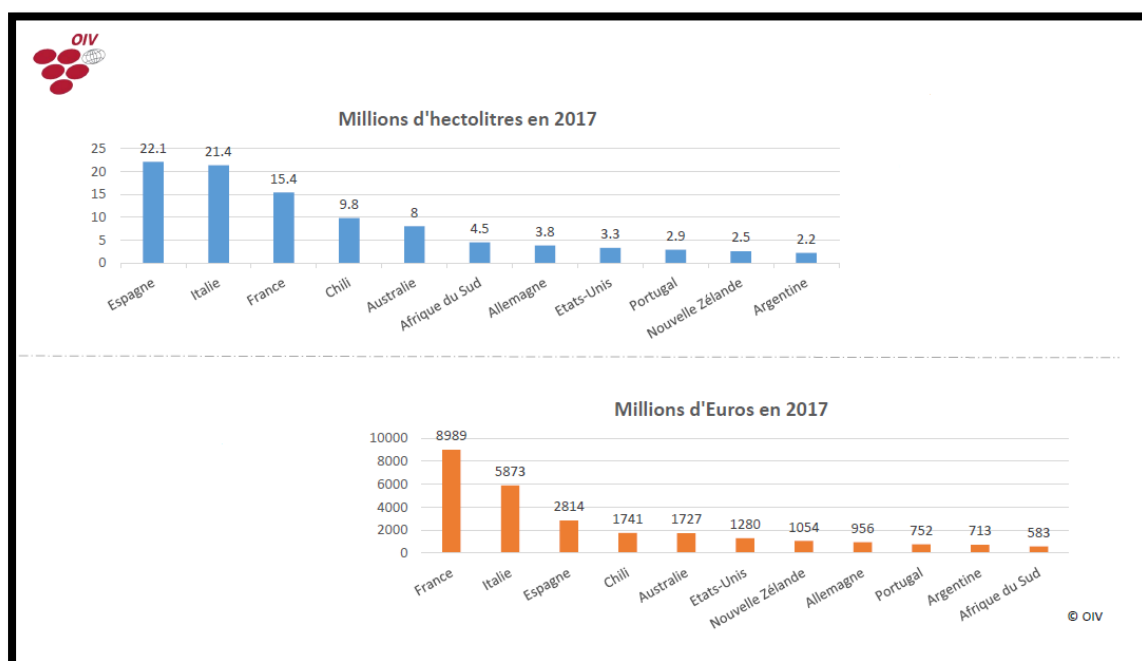 OIV
Millions d'hectolitres en 2017
25
20
15
10
5
0
22.1
21.4
15.4
9.8
8
4.5
3.8
3.3
2.9
2.5
2.2
Espagne
Italie
France
Chili
Australie
Afrique du Sud
Allemagne
Etats-Unis
Portugal
Nouvelle Zélande
Argentine
Millions d'Euros en 2017
10000
8000
6000
4000
2000
0
8989
5873
2814
1741
1727
1280
1054
956
752
713
583
France
Italie
Espagne
Chili
Australie
Etats-Unis
Nouvelle Zélande
Allemagne
Portugal
Argentine
Afrique du Sud
© OIV